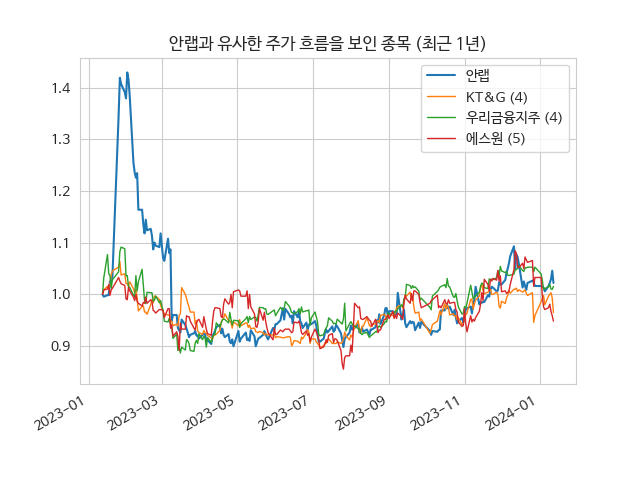 안랩과 유사한 주가 흐름을 보인 종목 (최근 1년)
안랩
KT&G (4)
우리금융지주 (4)
에스원 (5)
1.4
1.3
1.2
1.1
1.0
0.9
2023-01
2023-03
2023-05
2023-07
2023-09
2023-11
2024-01